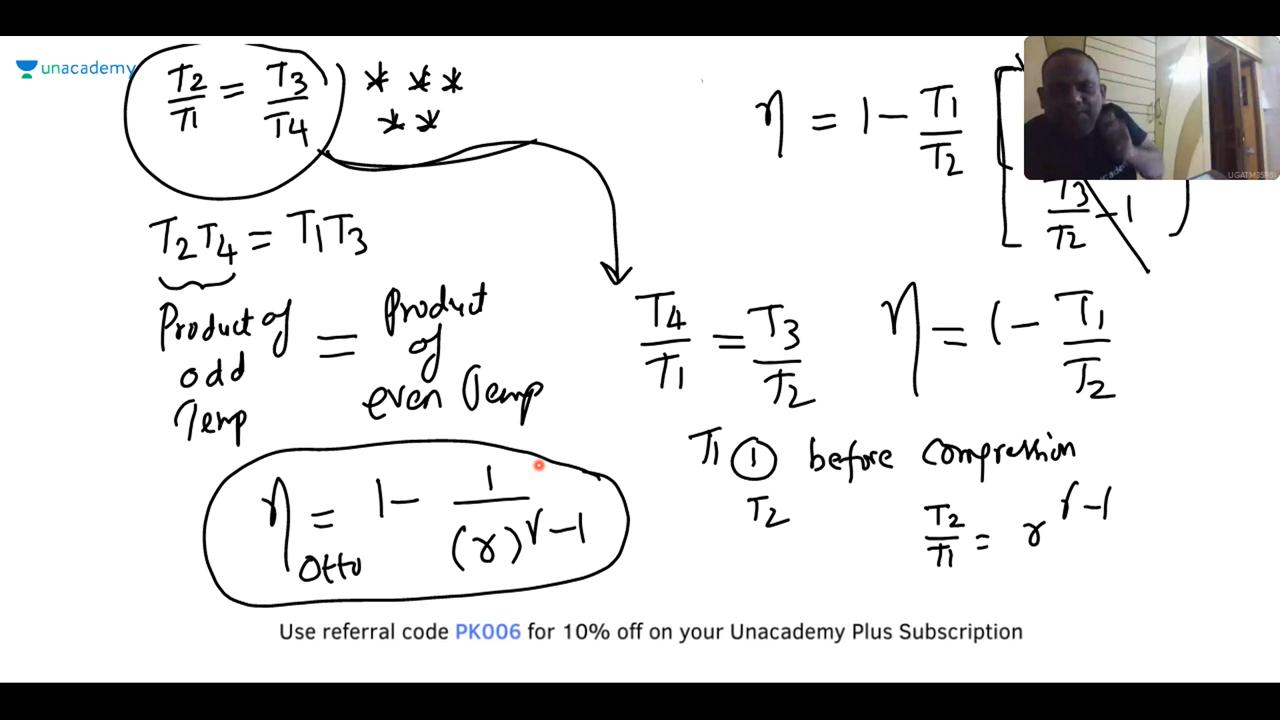 unacademy
T2/T1 = T3/T4 * * * * *
T2T4 = T1T3
Product of odd Temp = Product of even Temp
η Otto = 1 - 1/(r)^γ-1
η = 1 - T1/T2 [
T3/T2 - 1 ]
T4/T1 = T3/T2
η = 1 - T1/T2
T1 ① before compression
T2
T2/T1 = r^γ-1
Use referral code PK006 for 10% off on your Unacademy Plus Subscription